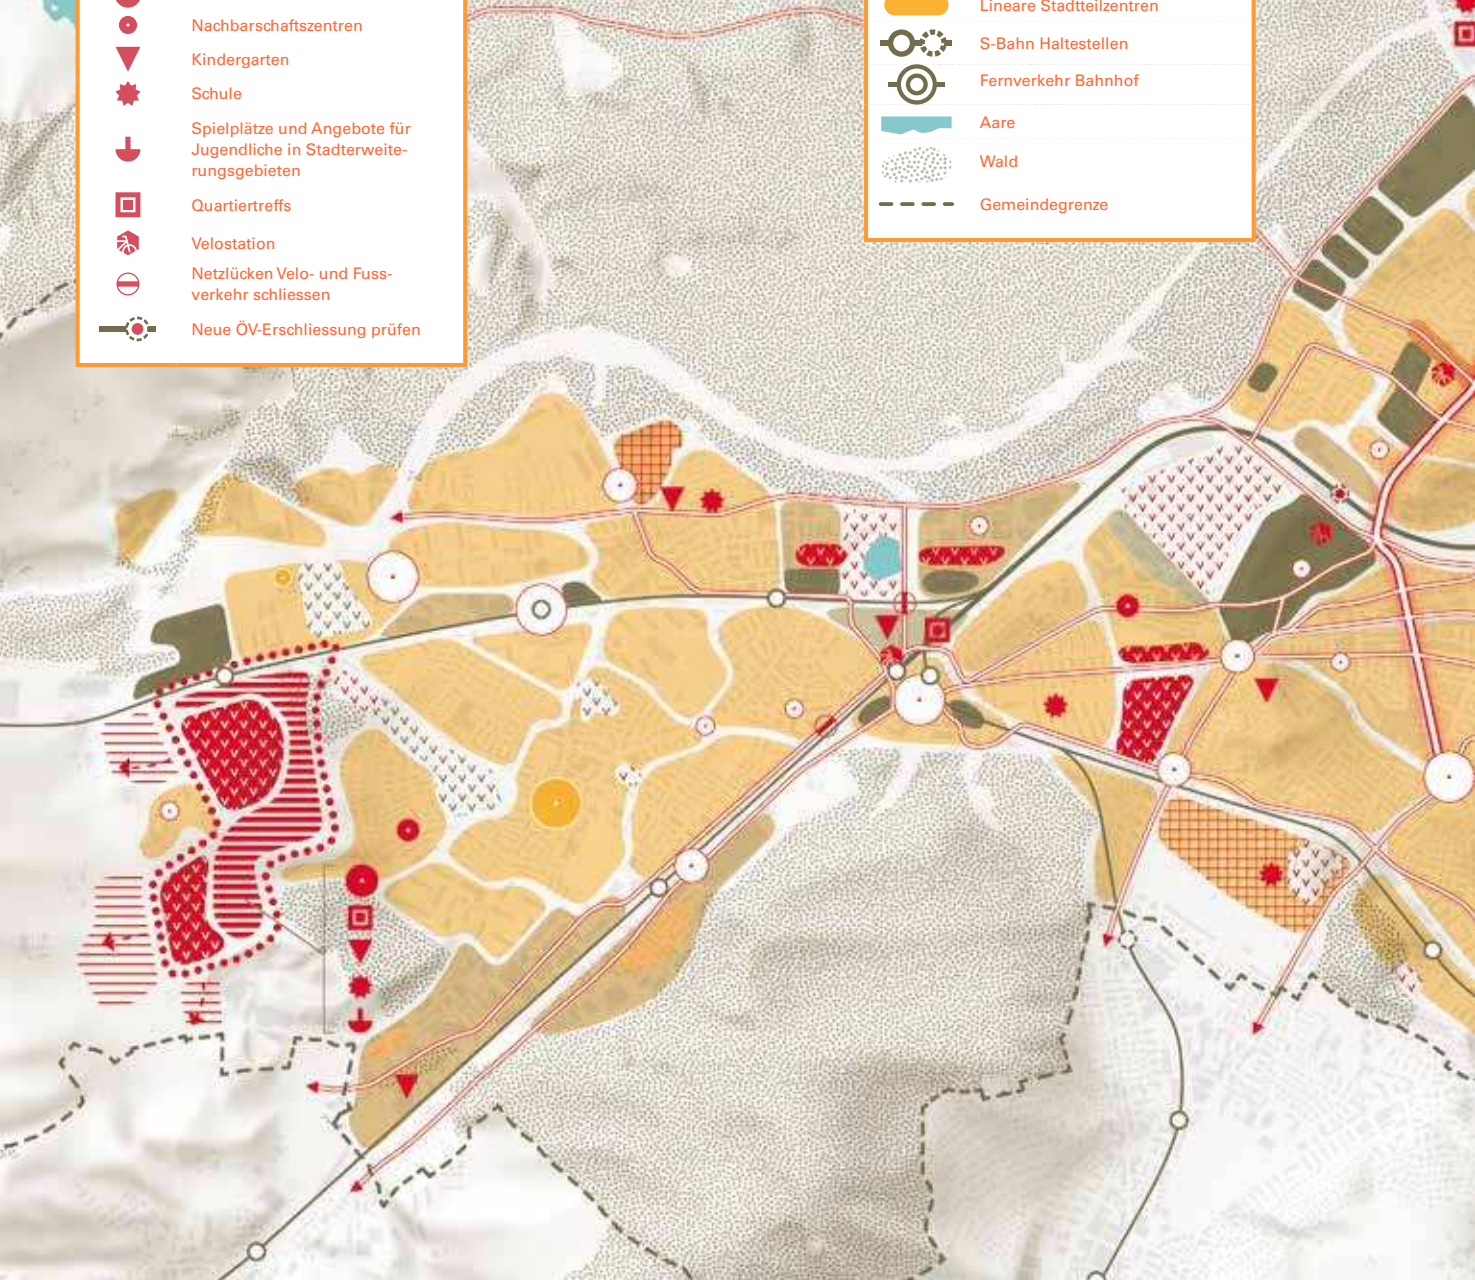 Nachbarschaftszentren
Kindergarten
Schule
Spielplätze und Angebote für
Jugendliche in Stadterweite-
rungsgebieten
Quartiertreffs
Velostation
Netzlücken Velo- und Fuss-
verkehr schliessen
Neue ÖV-Erschliessung prüfen
Lineare Stadtteilzentren
S-Bahn Haltestellen
Fernverkehr Bahnhof
Aare
Wald
Gemeindegrenze